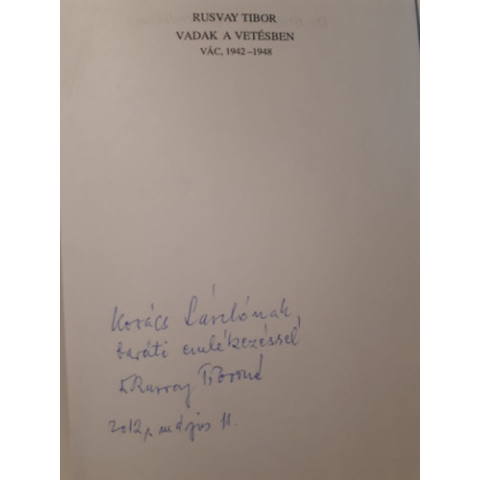 RUSVAY TIBOR
VADAK A VETÉSBEN
VÁC, 1942–1948
Kovács Lászlónak,
baráti emlékezéssel
Rusvay Tiborné
2012, május 11.